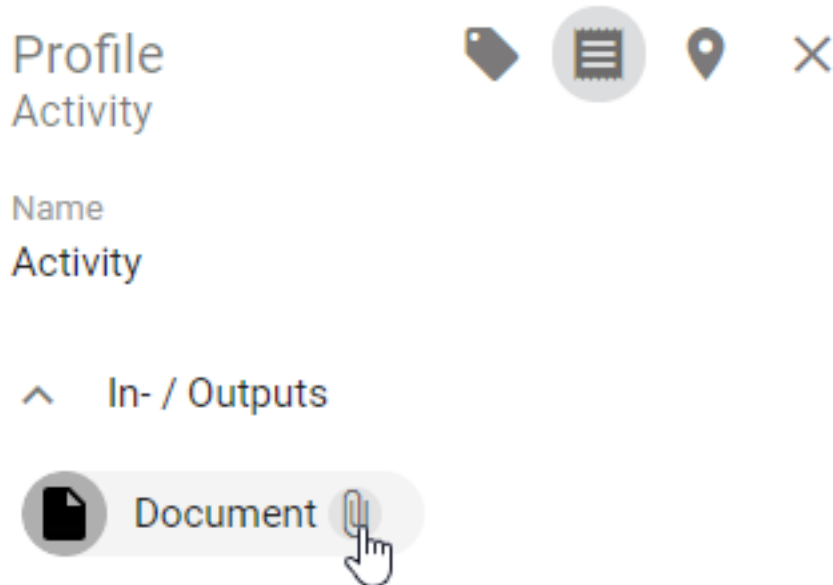 Profile
Activity
Name
Activity
In- / Outputs
Document